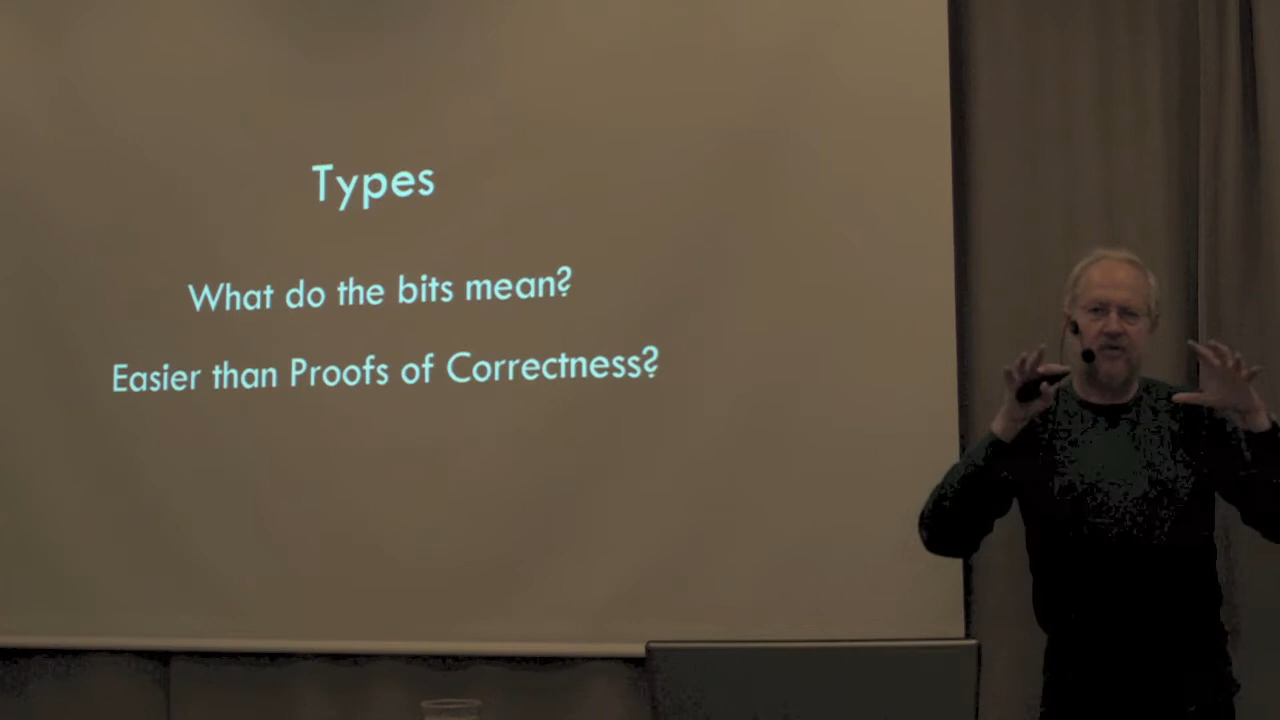 Types
What do the bits mean?
Easier than Proofs of Correctness?